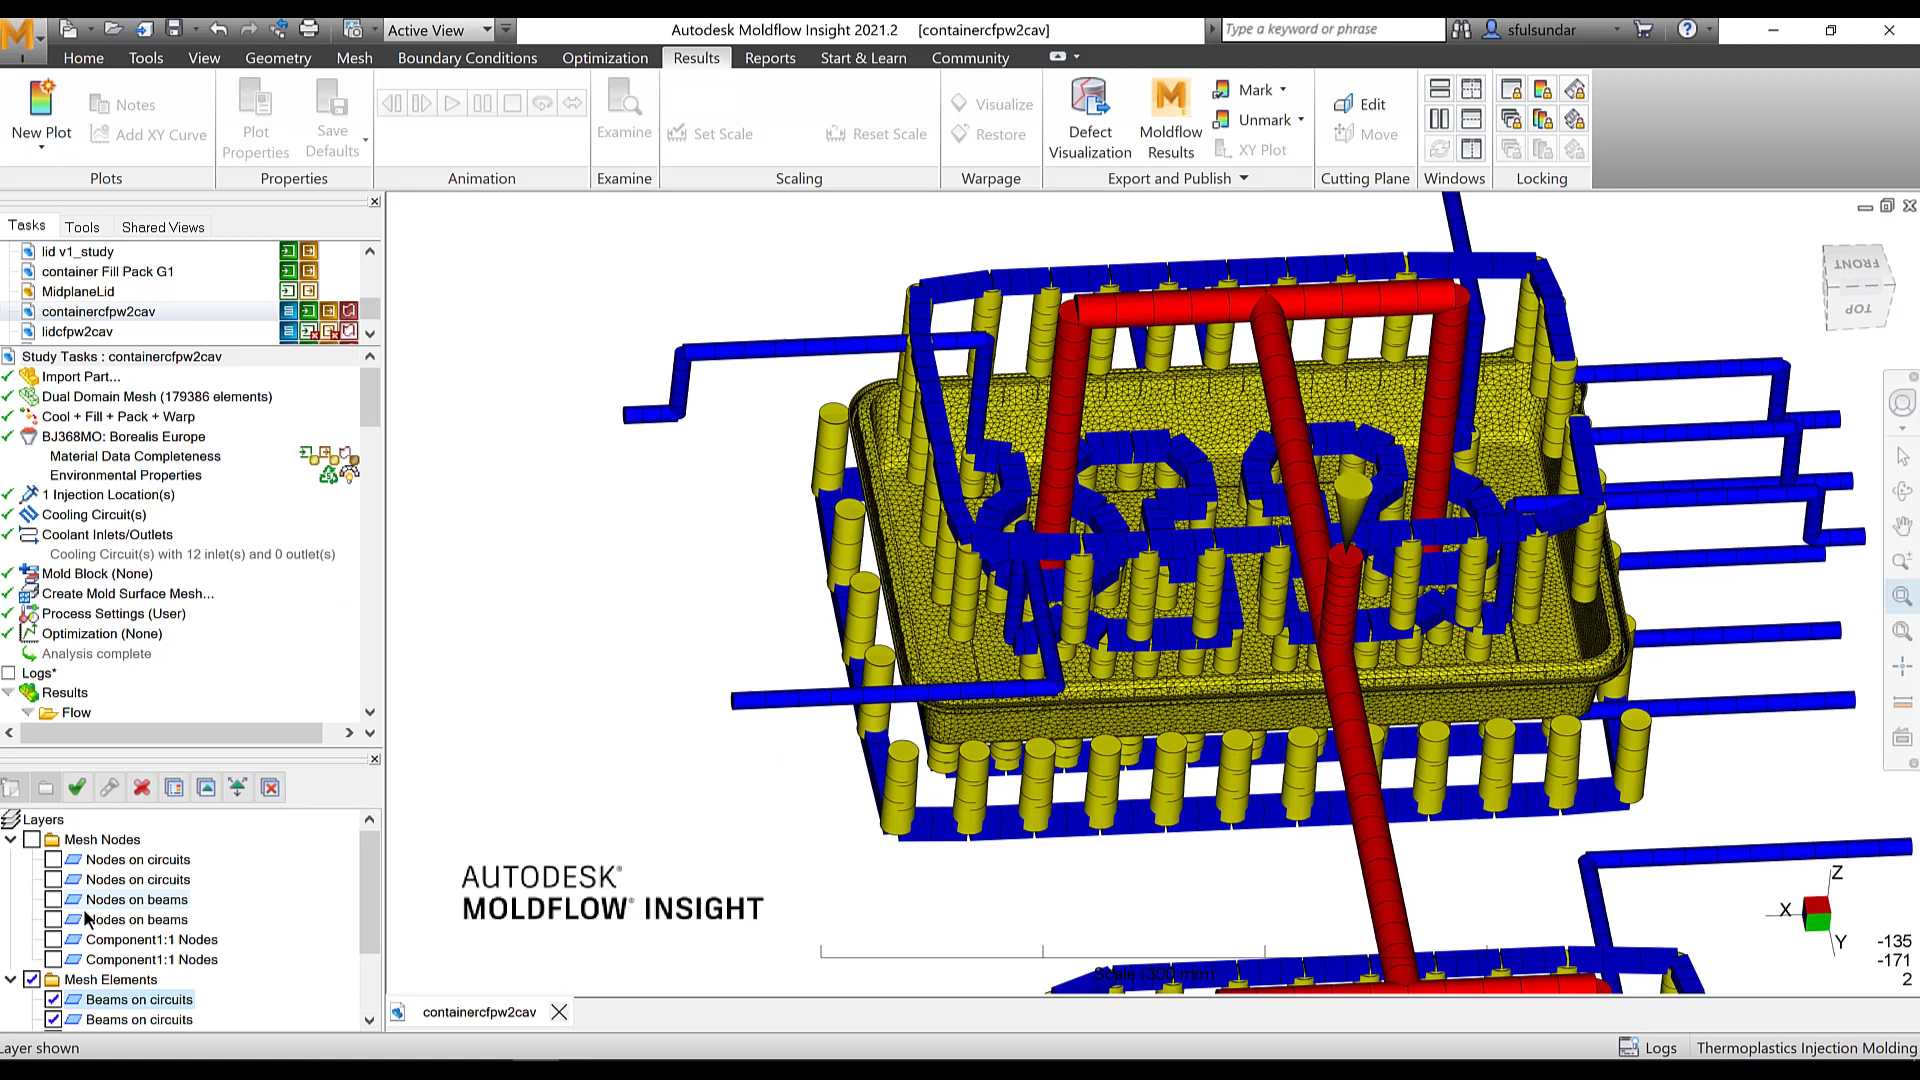 Active View
Autodesk Moldflow Insight 2021.2 [containercfpw2cav]
Type a keyword or phrase
sfulsundar
Home Tools View Geometry Mesh Boundary Conditions Optimization Results Reports Start & Learn Community
New Plot
Notes
Add XY Curve
Plot Properties
Save Defaults
Examine
Set Scale
Reset Scale
Visualize
Restore
Defect Visualization
Moldflow Results
Mark
Unmark
XY Plot
Edit
Move
Plots Properties Animation Examine Scaling Warpage Export and Publish Cutting Plane Windows Locking
Tasks Tools Shared Views
lid v1_study
container Fill Pack G1
MidplaneLid
containercfpw2cav
lidcfpw2cav
Study Tasks : containercfpw2cav
Import Part...
Dual Domain Mesh (179386 elements)
Cool + Fill + Pack + Warp
BJ368MO: Borealis Europe
Material Data Completeness
Environmental Properties
1 Injection Location(s)
Cooling Circuit(s)
Coolant Inlets/Outlets
Cooling Circuit(s) with 12 inlet(s) and 0 outlet(s)
Mold Block (None)
Create Mold Surface Mesh...
Process Settings (User)
Optimization (None)
Analysis complete
Logs*
Results
Flow
Layers
Mesh Nodes
Nodes on circuits
Nodes on circuits
Nodes on beams
Nodes on beams
Component1:1 Nodes
Component1:1 Nodes
Mesh Elements
Beams on circuits
Beams on circuits
FRONT
TOP
AUTODESK®
MOLDFLOW® INSIGHT
Scale (300 mm)
Z
X
Y
-135
-171
2
containercfpw2cav
Layer shown
Logs
Thermoplastics Injection Molding